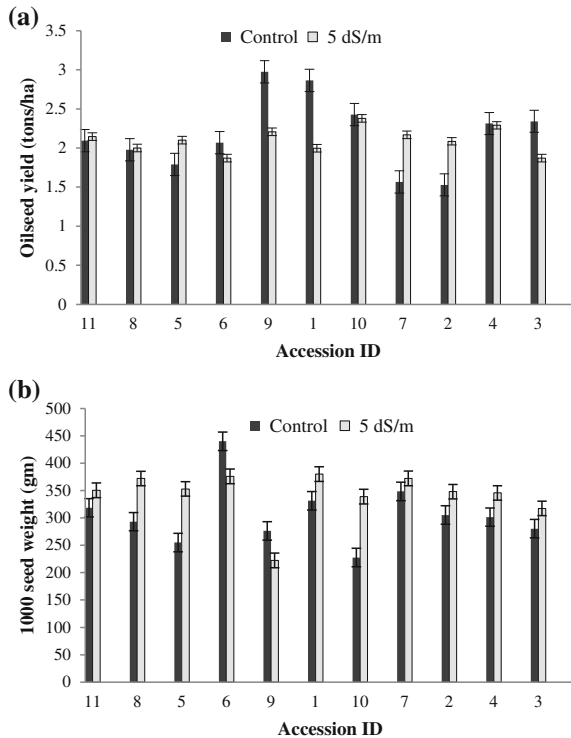 (a)
Control 5 dS/m
Oilseed yield (tons/ha)
3.5
3
2.5
2
1.5
1
0.5
0
11 8 5 6 9 1 10 7 2 4 3
Accession ID
(b)
Control 5 dS/m
1000 seed weight (gm)
500
450
400
350
300
250
200
150
100
50
0
11 8 5 6 9 1 10 7 2 4 3
Accession ID